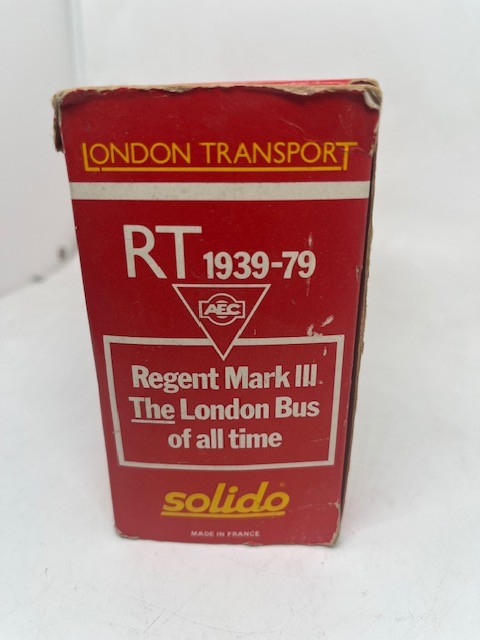 LONDON TRANSPORT
RT 1939-79
AEC
Regent Mark III
The London Bus
of all time
solido
MADE IN FRANCE